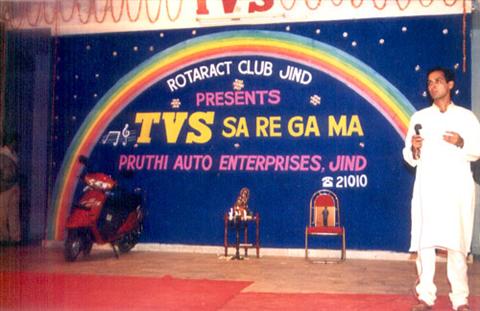 TVS
ROTARACT CLUB JIND
PRESENTS
TVS SA RE GA MA
PRUTHI AUTO ENTERPRISES, JIND
☎ 21010